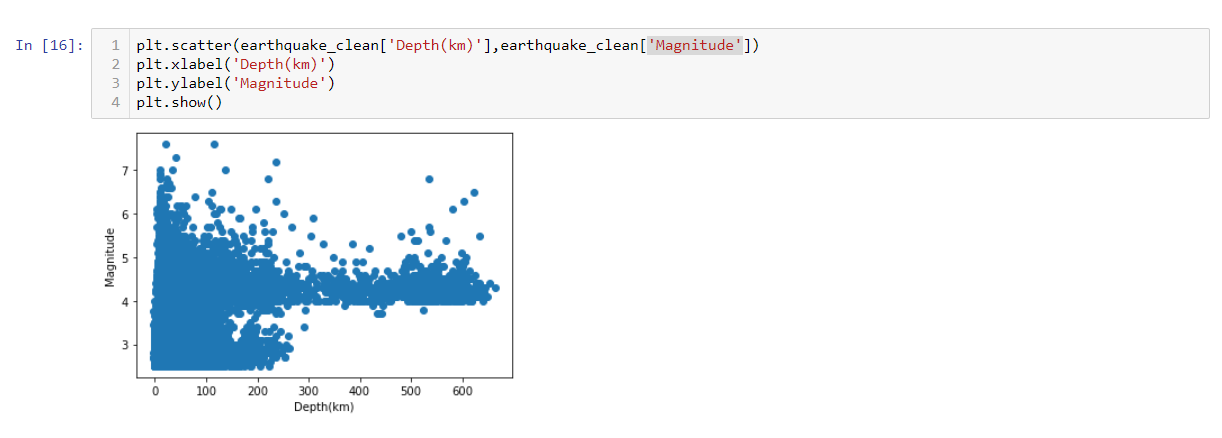 In [16]:
1 plt.scatter(earthquake_clean['Depth(km)'],earthquake_clean['Magnitude'])
2 plt.xlabel('Depth(km)')
3 plt.ylabel('Magnitude')
4 plt.show()
Magnitude
7
6
5
4
3
0 100 200 300 400 500 600
Depth(km)